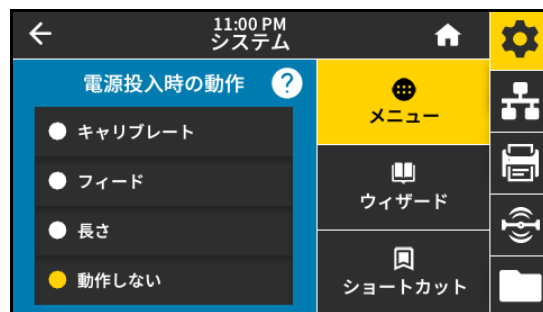 11:00 PM
システム
電源投入時の動作 ?
キャリブレート
フィード
長さ
動作しない
メニュー
ウィザード
ショートカット